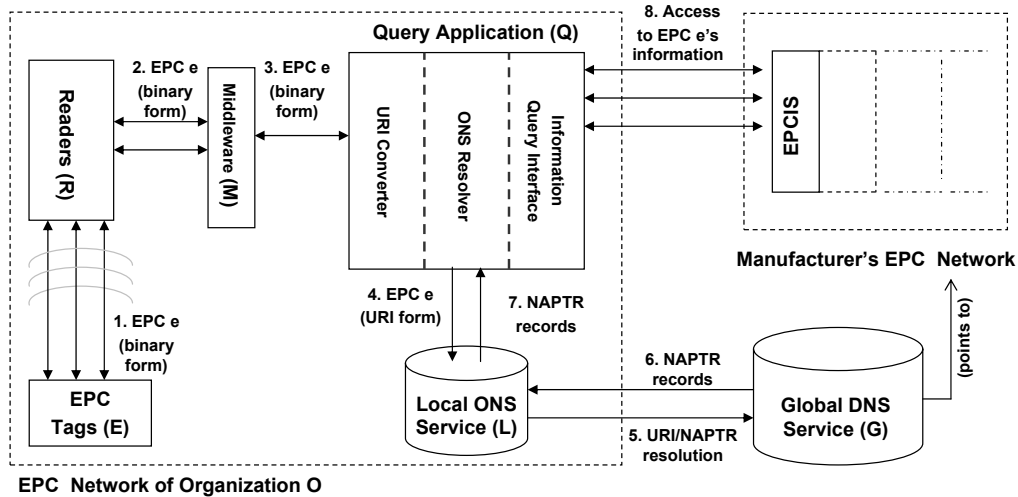 Query Application (Q)
8. Access
to EPC e's
information
2. EPC e
(binary
form)
3. EPC e
(binary
form)
Readers (R)
Middleware (M)
URI Converter
ONS Resolver
Information
Query Interface
EPCIS
Manufacturer's EPC Network
4. EPC e
(URI form)
7. NAPTR
records
1. EPC e
(binary
form)
EPC
Tags (E)
Local ONS
Service (L)
6. NAPTR
records
5. URI/NAPTR
resolution
Global DNS
Service (G)
(points to)
EPC Network of Organization O